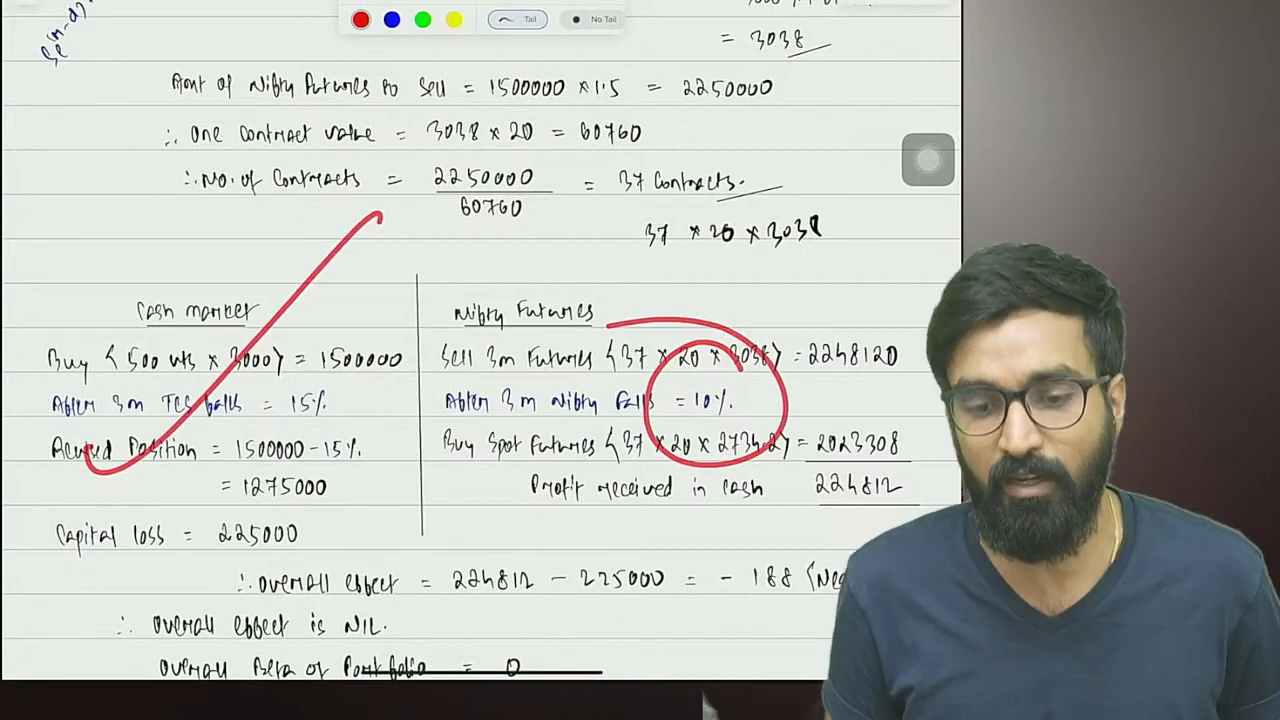 Tail
No Tail
= 3038
Amt of Nifty Futures to Sell = 1500000 × 1.5 = 2250000
∴ One contract value = 3038 × 20 = 60760
∴ No. of Contracts = 2250000 / 60760 = 37 Contracts.
37 × 20 × 3038
Cash market
Buy {500 uts × 3000} = 1500000
After 3m TCS falls = 15%
Revised Position = 1500000 - 15%
= 1275000
Capital loss = 225000
Nifty Futures
Sell 3m Futures {37 × 20 × 3038} = 2248120
After 3m Nifty Falls = 10%.
Buy Spot Futures {37 × 20 × 2734.2} = 2023308
Profit received in cash 224812
∴ Overall effect = 224812 - 225000 = - 188
∴ Overall effect is NIL.
Overall Beta of Portfolio = 0